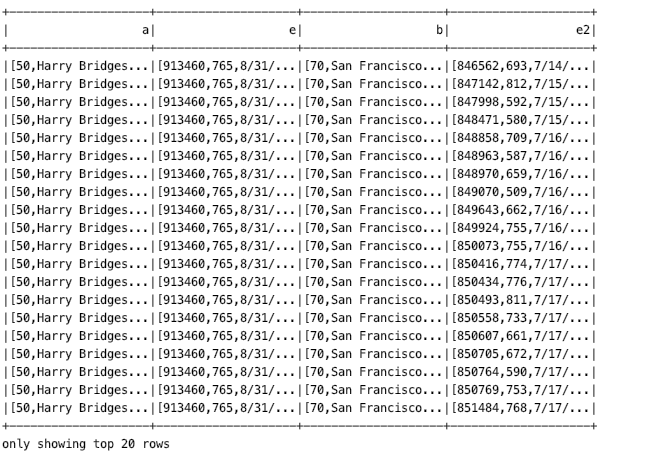 +--------------------+--------------------+--------------------+--------------------+
|                   a|                   e|                   b|                  e2|
+--------------------+--------------------+--------------------+--------------------+
|[50,Harry Bridges...|[913460,765,8/31/...|[70,San Francisco...|[846562,693,7/14/...|
|[50,Harry Bridges...|[913460,765,8/31/...|[70,San Francisco...|[847142,812,7/15/...|
|[50,Harry Bridges...|[913460,765,8/31/...|[70,San Francisco...|[847998,592,7/15/...|
|[50,Harry Bridges...|[913460,765,8/31/...|[70,San Francisco...|[848471,580,7/15/...|
|[50,Harry Bridges...|[913460,765,8/31/...|[70,San Francisco...|[848858,709,7/16/...|
|[50,Harry Bridges...|[913460,765,8/31/...|[70,San Francisco...|[848963,587,7/16/...|
|[50,Harry Bridges...|[913460,765,8/31/...|[70,San Francisco...|[848970,659,7/16/...|
|[50,Harry Bridges...|[913460,765,8/31/...|[70,San Francisco...|[849070,509,7/16/...|
|[50,Harry Bridges...|[913460,765,8/31/...|[70,San Francisco...|[849643,662,7/16/...|
|[50,Harry Bridges...|[913460,765,8/31/...|[70,San Francisco...|[849924,755,7/16/...|
|[50,Harry Bridges...|[913460,765,8/31/...|[70,San Francisco...|[850073,755,7/16/...|
|[50,Harry Bridges...|[913460,765,8/31/...|[70,San Francisco...|[850416,774,7/17/...|
|[50,Harry Bridges...|[913460,765,8/31/...|[70,San Francisco...|[850434,776,7/17/...|
|[50,Harry Bridges...|[913460,765,8/31/...|[70,San Francisco...|[850493,811,7/17/...|
|[50,Harry Bridges...|[913460,765,8/31/...|[70,San Francisco...|[850558,733,7/17/...|
|[50,Harry Bridges...|[913460,765,8/31/...|[70,San Francisco...|[850607,661,7/17/...|
|[50,Harry Bridges...|[913460,765,8/31/...|[70,San Francisco...|[850705,672,7/17/...|
|[50,Harry Bridges...|[913460,765,8/31/...|[70,San Francisco...|[850764,590,7/17/...|
|[50,Harry Bridges...|[913460,765,8/31/...|[70,San Francisco...|[850769,753,7/17/...|
|[50,Harry Bridges...|[913460,765,8/31/...|[70,San Francisco...|[851484,768,7/17/...|
+--------------------+--------------------+--------------------+--------------------+
only showing top 20 rows